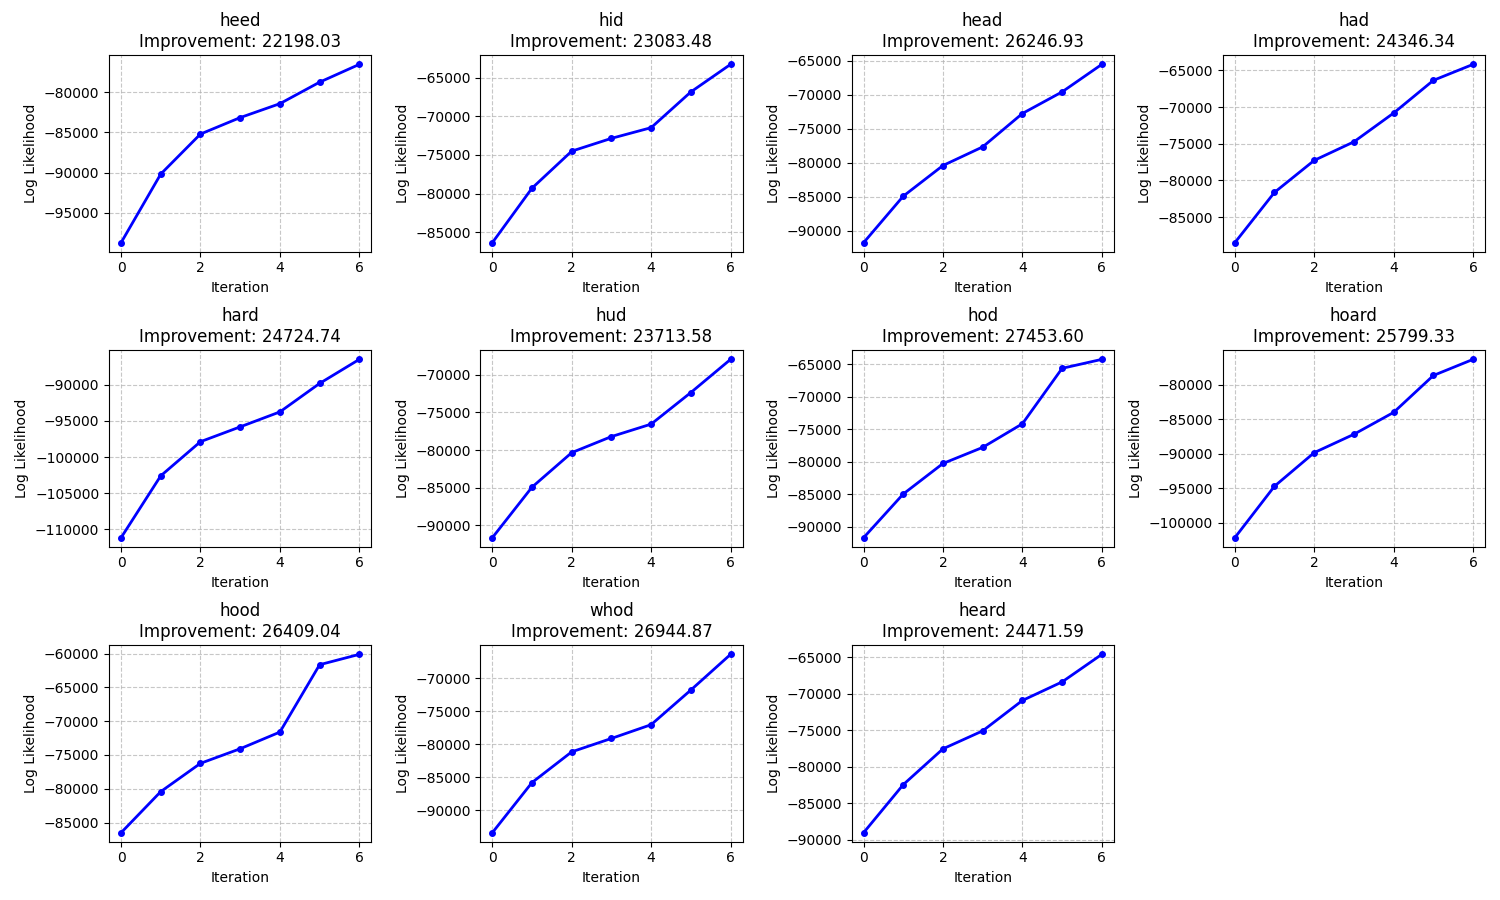 heed
Improvement: 22198.03
−80000
−85000
−90000
−95000
Log Likelihood
0 2 4 6
Iteration
hid
Improvement: 23083.48
−65000
−70000
−75000
−80000
−85000
Log Likelihood
0 2 4 6
Iteration
head
Improvement: 26246.93
−65000
−70000
−75000
−80000
−85000
−90000
Log Likelihood
0 2 4 6
Iteration
had
Improvement: 24346.34
−65000
−70000
−75000
−80000
−85000
Log Likelihood
0 2 4 6
Iteration
hard
Improvement: 24724.74
−90000
−95000
−100000
−105000
−110000
Log Likelihood
0 2 4 6
Iteration
hud
Improvement: 23713.58
−70000
−75000
−80000
−85000
−90000
Log Likelihood
0 2 4 6
Iteration
hod
Improvement: 27453.60
−65000
−70000
−75000
−80000
−85000
−90000
Log Likelihood
0 2 4 6
Iteration
hoard
Improvement: 25799.33
−80000
−85000
−90000
−95000
−100000
Log Likelihood
0 2 4 6
Iteration
hood
Improvement: 26409.04
−60000
−65000
−70000
−75000
−80000
−85000
Log Likelihood
0 2 4 6
Iteration
whod
Improvement: 26944.87
−70000
−75000
−80000
−85000
−90000
Log Likelihood
0 2 4 6
Iteration
heard
Improvement: 24471.59
−65000
−70000
−75000
−80000
−85000
−90000
Log Likelihood
0 2 4 6
Iteration